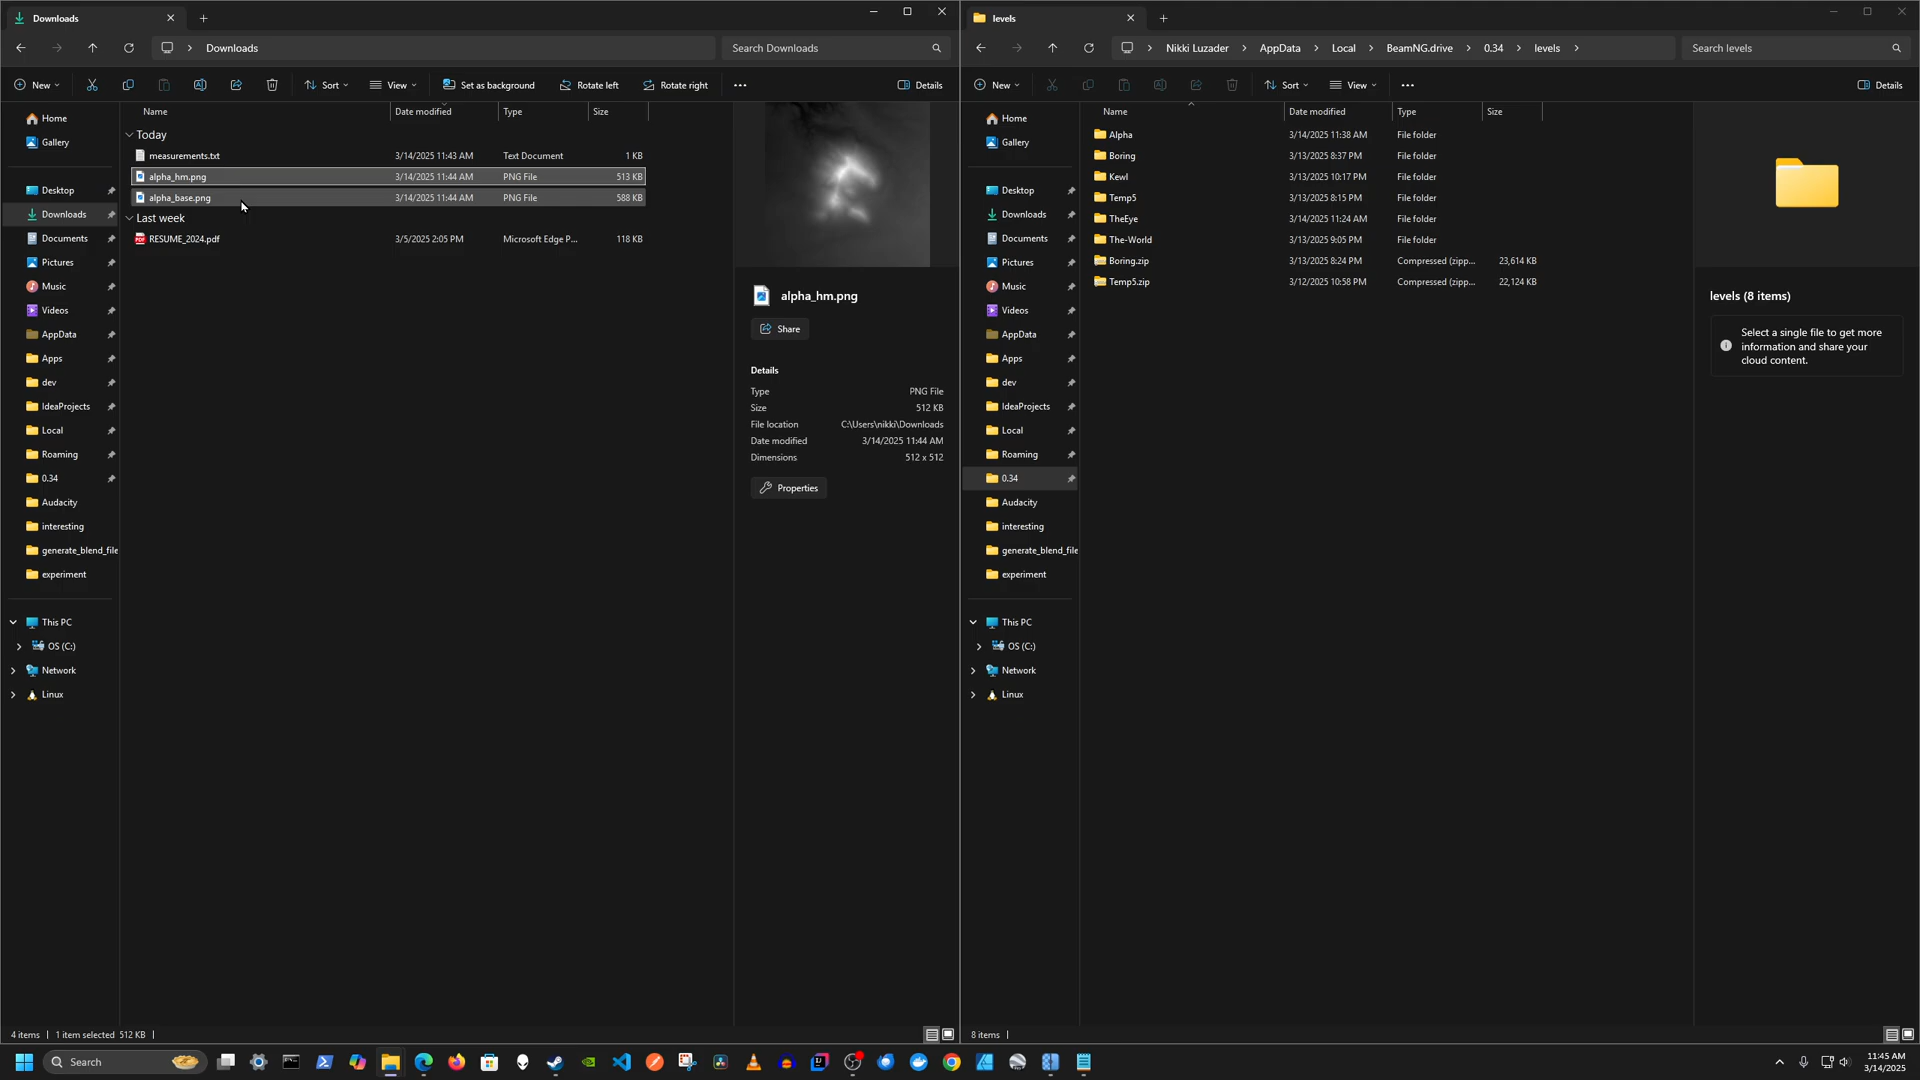 Downloads
Downloads
Search Downloads
New
Sort
View
Set as background
Rotate left
Rotate right
Details
Home
Gallery
Desktop
Downloads
Documents
Pictures
Music
Videos
AppData
Apps
dev
IdeaProjects
Local
Roaming
0.34
Audacity
interesting
generate_blend_file
experiment
This PC
OS (C:)
Network
Linux
Name Date modified Type Size
Today
measurements.txt 3/14/2025 11:43 AM Text Document 1 KB
alpha_hm.png 3/14/2025 11:44 AM PNG File 513 KB
alpha_base.png 3/14/2025 11:44 AM PNG File 588 KB
Last week
RESUME_2024.pdf 3/5/2025 2:05 PM Microsoft Edge P... 118 KB
alpha_hm.png
Share
Details
Type PNG File
Size 512 KB
File location C:\Users\nikki\Downloads
Date modified 3/14/2025 11:44 AM
Dimensions 512 x 512
Properties
4 items 1 item selected 512 KB
levels
Nikki Luzader AppData Local BeamNG.drive 0.34 levels
Search levels
New
Sort
View
Details
Home
Gallery
Desktop
Downloads
Documents
Pictures
Music
Videos
AppData
Apps
dev
IdeaProjects
Local
Roaming
0.34
Audacity
interesting
generate_blend_file
experiment
This PC
OS (C:)
Network
Linux
Name Date modified Type Size
Alpha 3/14/2025 11:38 AM File folder
Boring 3/13/2025 8:37 PM File folder
Kewl 3/13/2025 10:17 PM File folder
Temp5 3/13/2025 8:15 PM File folder
TheEye 3/14/2025 11:24 AM File folder
The-World 3/13/2025 9:05 PM File folder
Boring.zip 3/13/2025 8:24 PM Compressed (zipp... 23,614 KB
Temp5.zip 3/12/2025 10:58 PM Compressed (zipp... 22,124 KB
levels (8 items)
Select a single file to get more
information and share your
cloud content.
8 items
Search
11:45 AM
3/14/2025